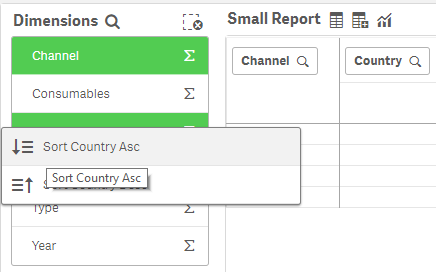 Dimensions
Small Report
Channel
Consumables
Channel
Country
Sort Country Asc
Sort Country Asc
Type
Year